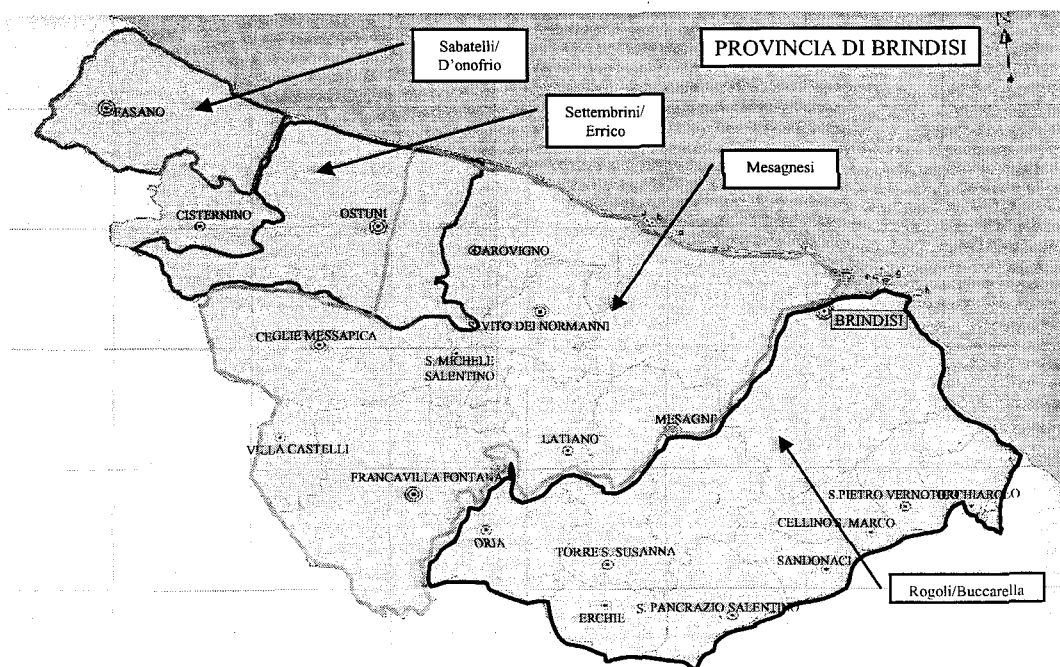 Sabatelli/
D'onofrio
PROVINCIA DI BRINDISI
FASANO
Settembrini/
Errico
Mesagnesi
CISTERNINO
OSTUNI
CAROVIGNO
S. VITO DEI NORMANNI
BRINDISI
CEGLIE MESSAPICA
S. MICHELE
SALENTINO
MESAGNE
LATIANO
VILLA CASTELLI
FRANCAVILLA FONTANA
S.PIETRO VERNOTICO
TORCHIAROLO
CELLINO S. MARCO
ORIA
TORRE S. SUSANNA
SANDONACI
Rogoli/Buccarella
ERCHIE
S. PANCRAZIO SALENTINO